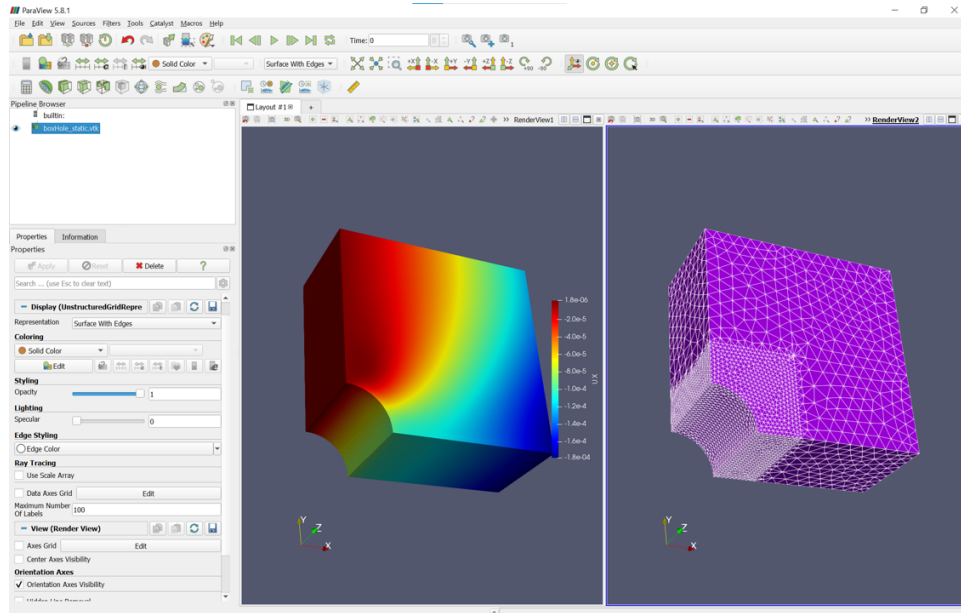 ParaView 5.8.1
File Edit View Sources Filters Tools Catalyst Macros Help
Time: 0
Solid Color Surface With Edges
Pipeline Browser
builtin:
boxHole_static.vtk
Layout #1
RenderView1
RenderView2
Properties Information
Properties
Apply Reset Delete ?
Search ... (use Esc to clear text)
Display (UnstructuredGridRepre
Representation Surface With Edges
Coloring
Solid Color
Edit
Styling
Opacity 1
Lighting
Specular 0
Edge Styling
Edge Color
Ray Tracing
Use Scale Array
Data Axes Grid Edit
Maximum Number Of Labels 100
View (Render View)
Axes Grid Edit
Center Axes Visibility
Orientation Axes
Orientation Axes Visibility
1.8e-06
-2.0e-5
-4.0e-5
-6.0e-5
-8.0e-5
-1.0e-4
-1.2e-4
-1.4e-4
-1.6e-4
-1.8e-04
UX
Y Z X
Y Z X